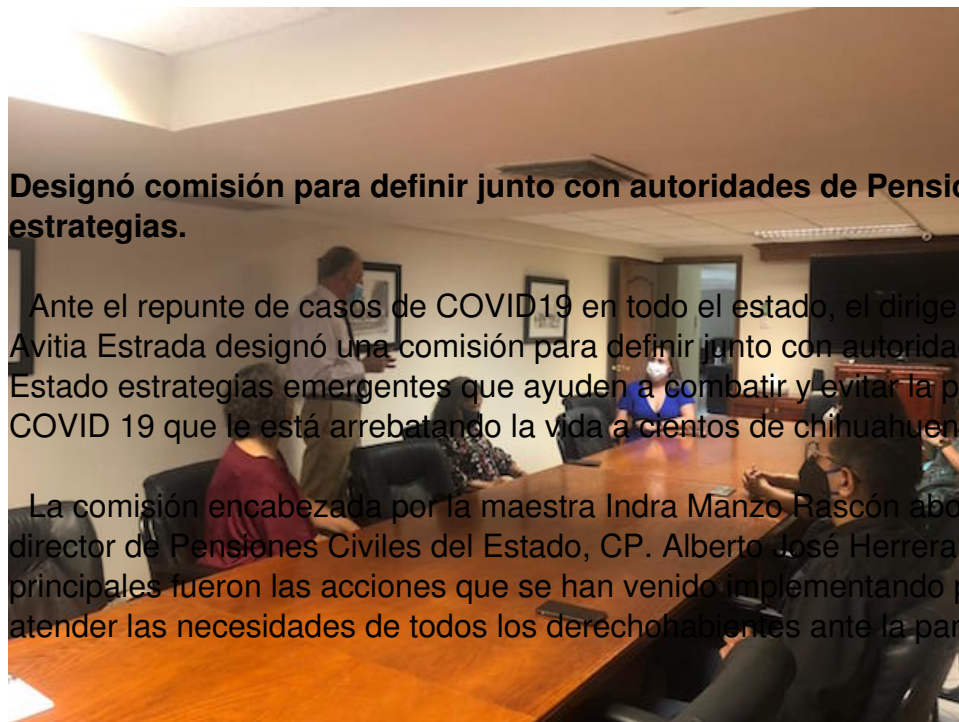 Designó comisión para definir junto con autoridades de Pensio
estrategias.
Ante el repunte de casos de COVID19 en todo el estado, el dirige
Avitia Estrada designó una comisión para definir junto con autorida
Estado estrategias emergentes que ayuden a combatir y evitar la p
COVID 19 que le está arrebatando la vida a cientos de chihuahuen
La comisión encabezada por la maestra Indra Manzo Rascón abo
director de Pensiones Civiles del Estado, CP. Alberto José Herrera
principales fueron las acciones que se han venido implementando p
atender las necesidades de todos los derechohabientes ante la pan